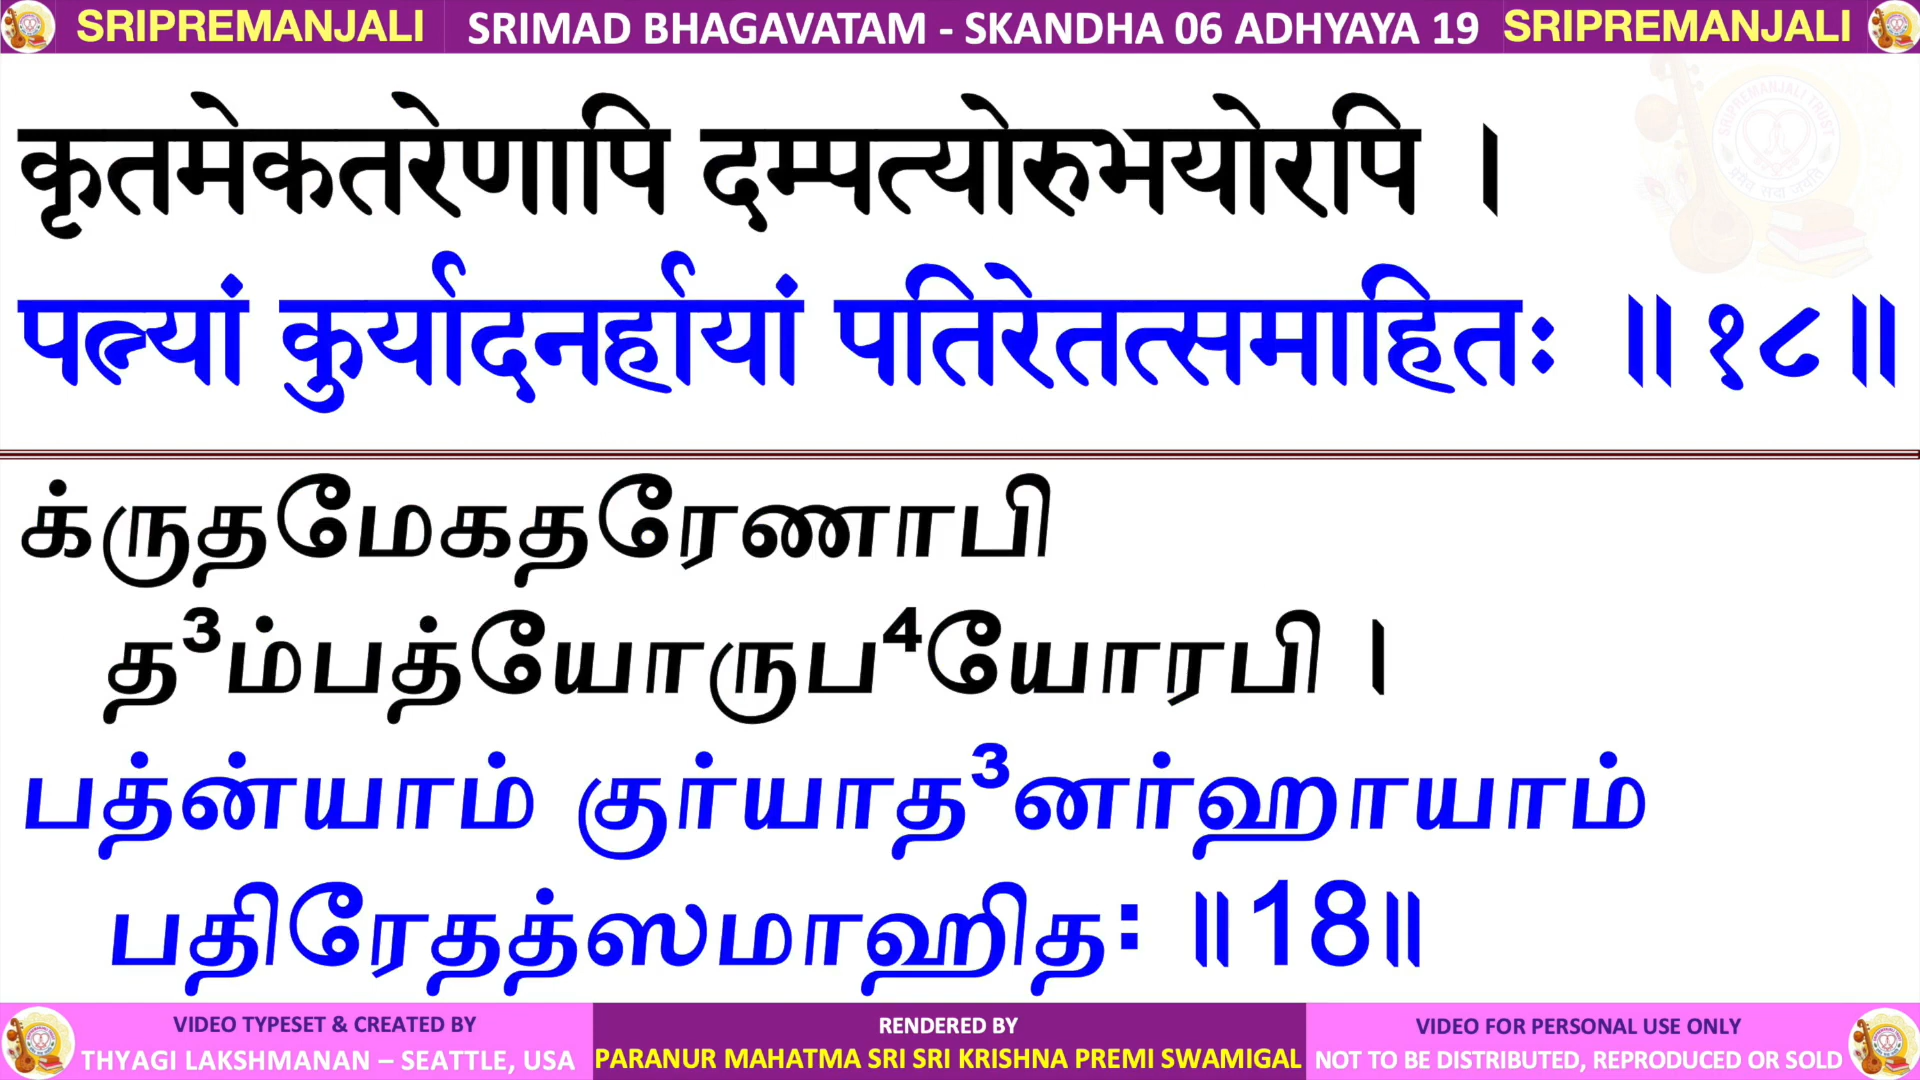 SRIPREMANJALI SRIMAD BHAGAVATAM - SKANDHA 06 ADHYAYA 19 SRIPREMANJALI
कृतमेकतरेणापि दम्पत्योरुभयोरपि ।
पत्न्यां कुर्यादनर्हायां पतिरेतत्समाहितः ॥१८॥
க்ருதமேகதரேணாபி
த³ம்பத்யோருப⁴யோரபி ।
பத்ன்யாம் குர்யாத³னர்ஹாயாம்
பதிரேதத்ஸமாஹித꞉ ॥18॥
VIDEO TYPESET & CREATED BY
THYAGI LAKSHMANAN – SEATTLE, USA
RENDERED BY
PARANUR MAHATMA SRI SRI KRISHNA PREMI SWAMIGAL
VIDEO FOR PERSONAL USE ONLY
NOT TO BE DISTRIBUTED, REPRODUCED OR SOLD